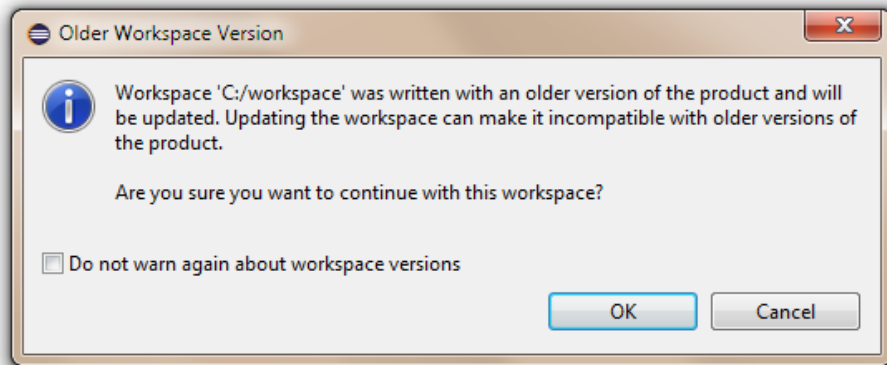 Older Workspace Version
Workspace 'C:/workspace' was written with an older version of the product and will
be updated. Updating the workspace can make it incompatible with older versions of
the product.
Are you sure you want to continue with this workspace?
Do not warn again about workspace versions
OK Cancel